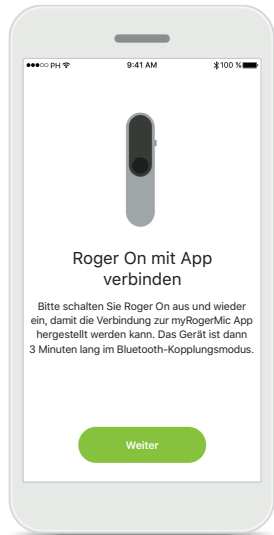 ●●●○○ PH 9:41 AM 100 %
Roger On mit App
verbinden
Bitte schalten Sie Roger On aus und wieder
ein, damit die Verbindung zur myRogerMic App
hergestellt werden kann. Das Gerät ist dann
3 Minuten lang im Bluetooth-Kopplungsmodus.
Weiter